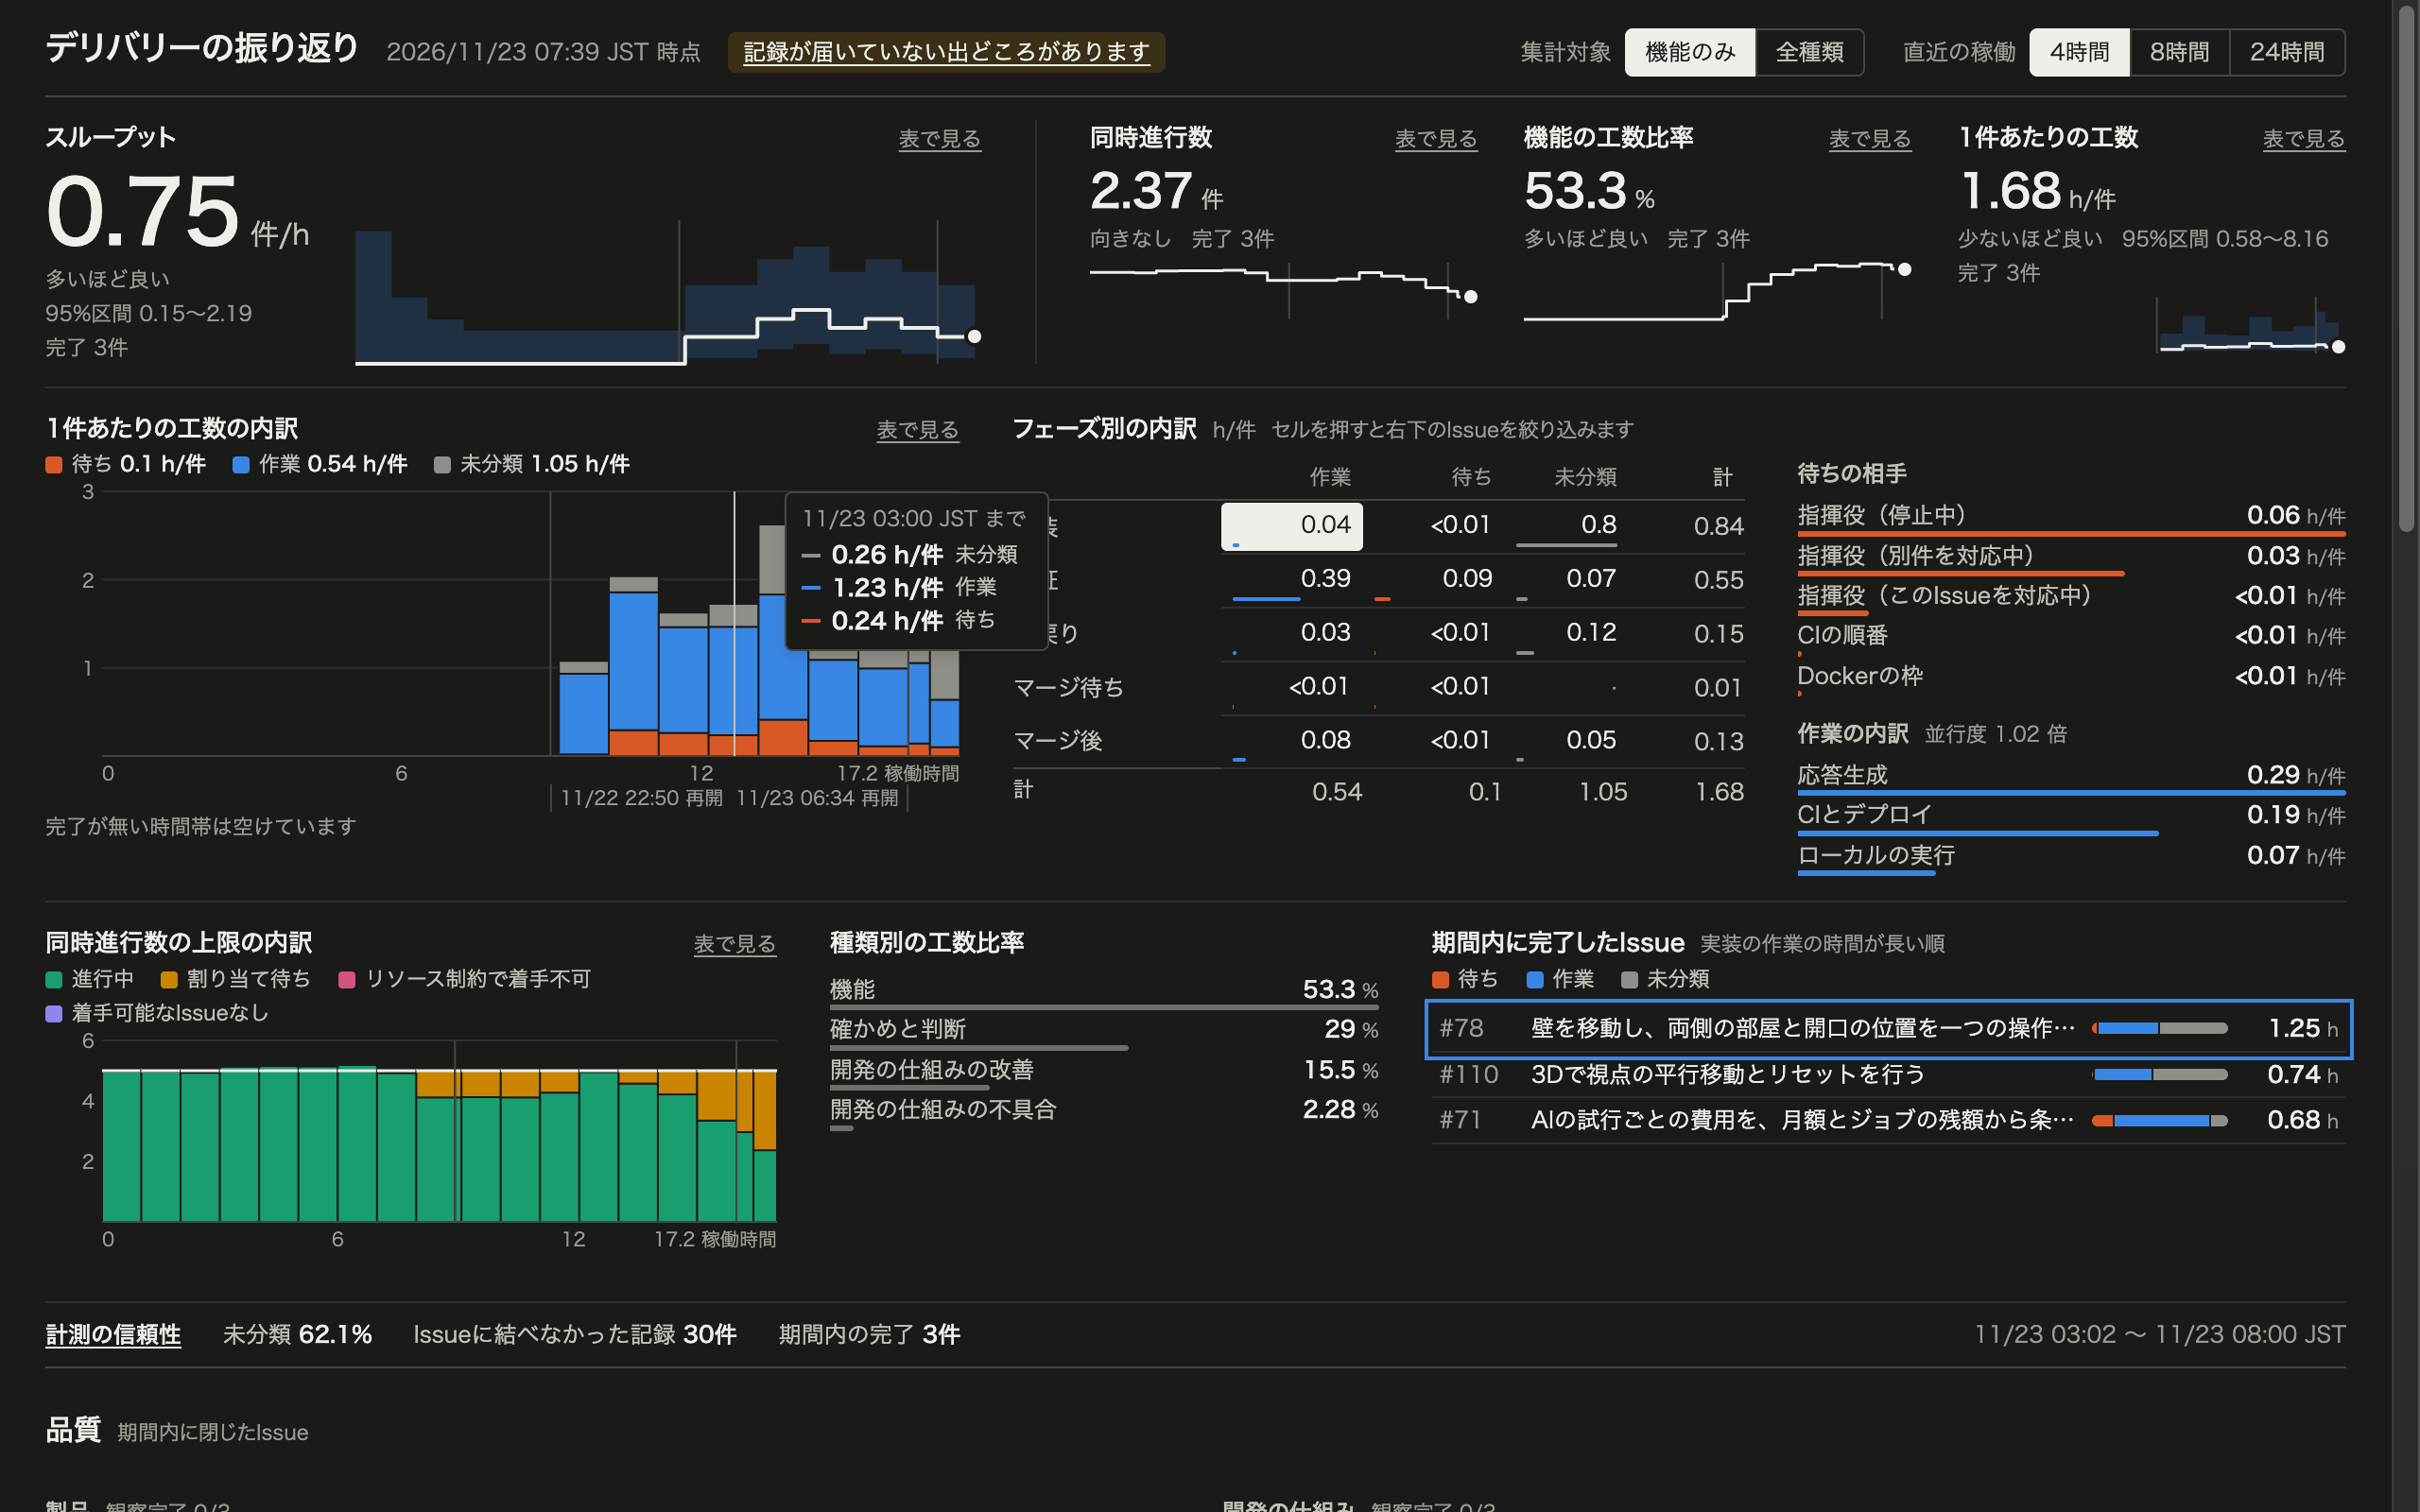 デリバリーの振り返り 2026/11/23 07:39 JST 時点 記録が届いていない出どころがあります 集計対象 機能のみ 全種類 直近の稼働 4時間 8時間 24時間
スループット 表で見る
0.75 件/h
多いほど良い
95%区間 0.15〜2.19
完了 3件
同時進行数 表で見る
2.37 件
向きなし 完了 3件
機能の工数比率 表で見る
53.3 %
多いほど良い 完了 3件
1件あたりの工数 表で見る
1.68 h/件
少ないほど良い 95%区間 0.58〜8.16
完了 3件
1件あたりの工数の内訳 表で見る
待ち 0.1 h/件 作業 0.54 h/件 未分類 1.05 h/件
3
2
1
0 6 12 17.2 稼働時間
11/22 22:50 再開 11/23 06:34 再開
完了が無い時間帯は空けています
11/23 03:00 JST まで
0.26 h/件 未分類
1.23 h/件 作業
0.24 h/件 待ち
フェーズ別の内訳 h/件 セルを押すと右下のIssueを絞り込みます
作業 待ち 未分類 計
0.04 <0.01 0.8 0.84
0.39 0.09 0.07 0.55
戻り 0.03 <0.01 0.12 0.15
マージ待ち <0.01 <0.01 · 0.01
マージ後 0.08 <0.01 0.05 0.13
計 0.54 0.1 1.05 1.68
待ちの相手
指揮役（停止中） 0.06 h/件
指揮役（別件を対応中） 0.03 h/件
指揮役（このIssueを対応中） <0.01 h/件
CIの順番 <0.01 h/件
Dockerの枠 <0.01 h/件
作業の内訳 並行度 1.02 倍
応答生成 0.29 h/件
CIとデプロイ 0.19 h/件
ローカルの実行 0.07 h/件
同時進行数の上限の内訳 表で見る
進行中 割り当て待ち リソース制約で着手不可
着手可能なIssueなし
6
4
2
0 6 12 17.2 稼働時間
種類別の工数比率
機能 53.3 %
確かめと判断 29 %
開発の仕組みの改善 15.5 %
開発の仕組みの不具合 2.28 %
期間内に完了したIssue 実装の作業の時間が長い順
待ち 作業 未分類
#78 壁を移動し、両側の部屋と開口の位置を一つの操作… 1.25 h
#110 3Dで視点の平行移動とリセットを行う 0.74 h
#71 AIの試行ごとの費用を、月額とジョブの残額から条… 0.68 h
計測の信頼性 未分類 62.1% Issueに結べなかった記録 30件 期間内の完了 3件 11/23 03:02 〜 11/23 08:00 JST
品質 期間内に閉じたIssue
製品 観察完了 0/3
開発の仕組み 観察完了 0/3